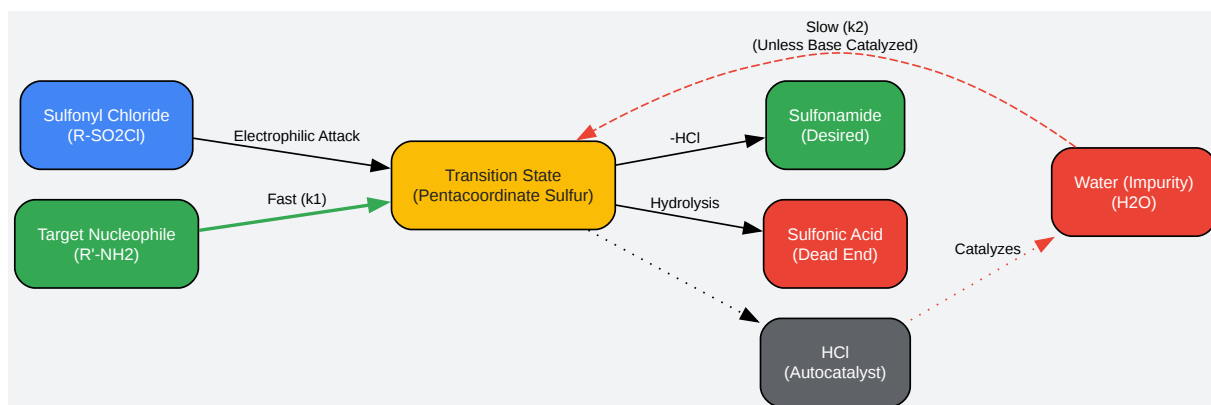 Slow (k2)
(Unless Base Catalyzed)
Sulfonyl Chloride
(R-SO2Cl)
Electrophilic Attack
-HCl
Sulfonamide
(Desired)
Transition State
(Pentacoordinate Sulfur)
Water (Impurity)
(H2O)
Fast (k1)
Hydrolysis
Target Nucleophile
(R'-NH2)
Sulfonic Acid
(Dead End)
Catalyzes
HCl
(Autocatalyst)